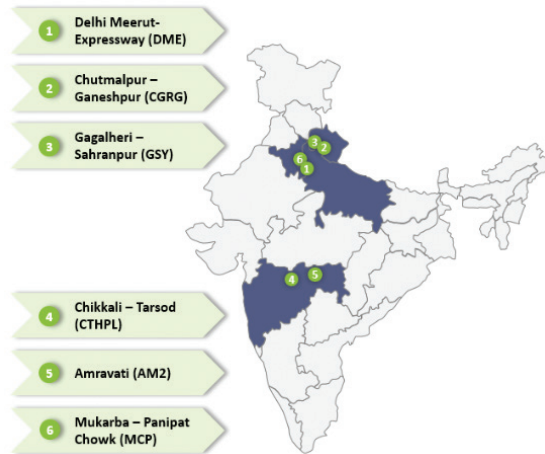 1 Delhi Meerut-
Expressway (DME)
2 Chutmalpur –
Ganeshpur (CGRG)
3 Gagalheri –
Sahranpur (GSY)
3
2
6
1
4
5
4 Chikkali – Tarsod
(CTHPL)
5 Amravati (AM2)
6 Mukarba – Panipat
Chowk (MCP)